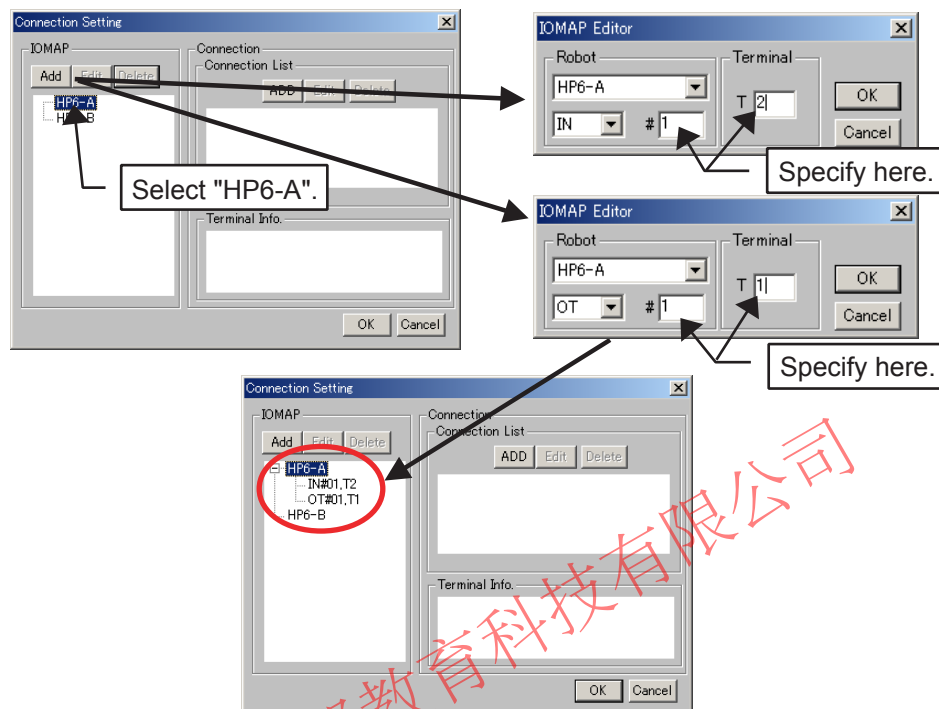 Connection Setting
IOMAP
Add Edit Delete
HP6-A
HP6-B
Connection
Connection List
ADD Edit Delete
Terminal Info.
OK Cancel
Select "HP6-A".
IOMAP Editor
Robot
HP6-A
IN # 1
Terminal
T 2
OK
Cancel
Specify here.
IOMAP Editor
Robot
HP6-A
OT # 1
Terminal
T 1
OK
Cancel
Specify here.
Connection Setting
IOMAP
Add Edit Delete
HP6-A
IN#01,T2
OT#01,T1
HP6-B
Connection
Connection List
ADD Edit Delete
Terminal Info.
OK Cancel
教育科技有限公司